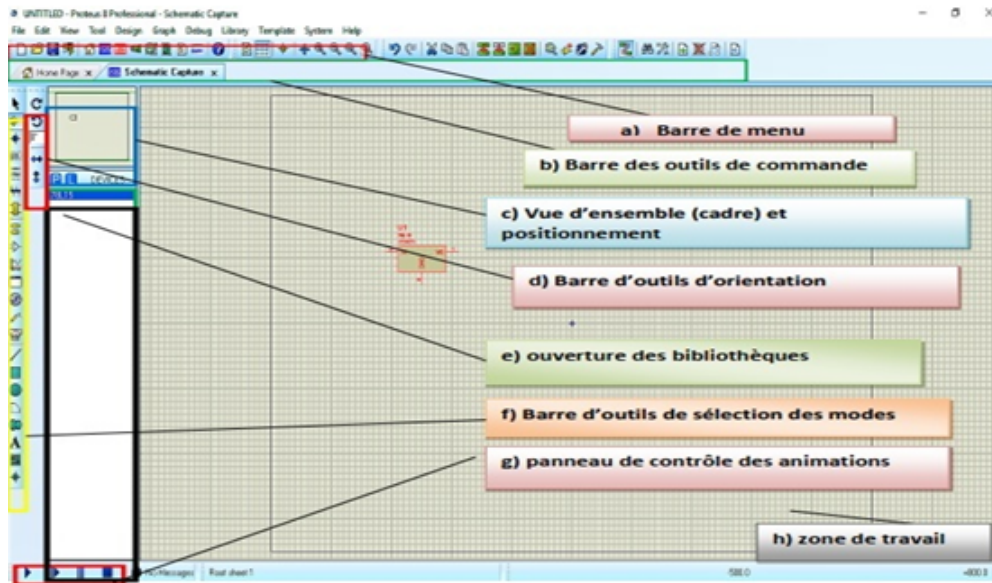 UNTITLED - Proteus 8 Professional - Schematic Capture
File Edit View Tool Design Graph Debug Library Template System Help
Home Page x Schematic Capture x
a) Barre de menu
b) Barre des outils de commande
c) Vue d'ensemble (cadre) et
positionnement
P L DEVICES
d) Barre d'outils d'orientation
e) ouverture des bibliothèques
f) Barre d'outils de sélection des modes
A
g) panneau de contrôle des animations
h) zone de travail
Root sheet 1